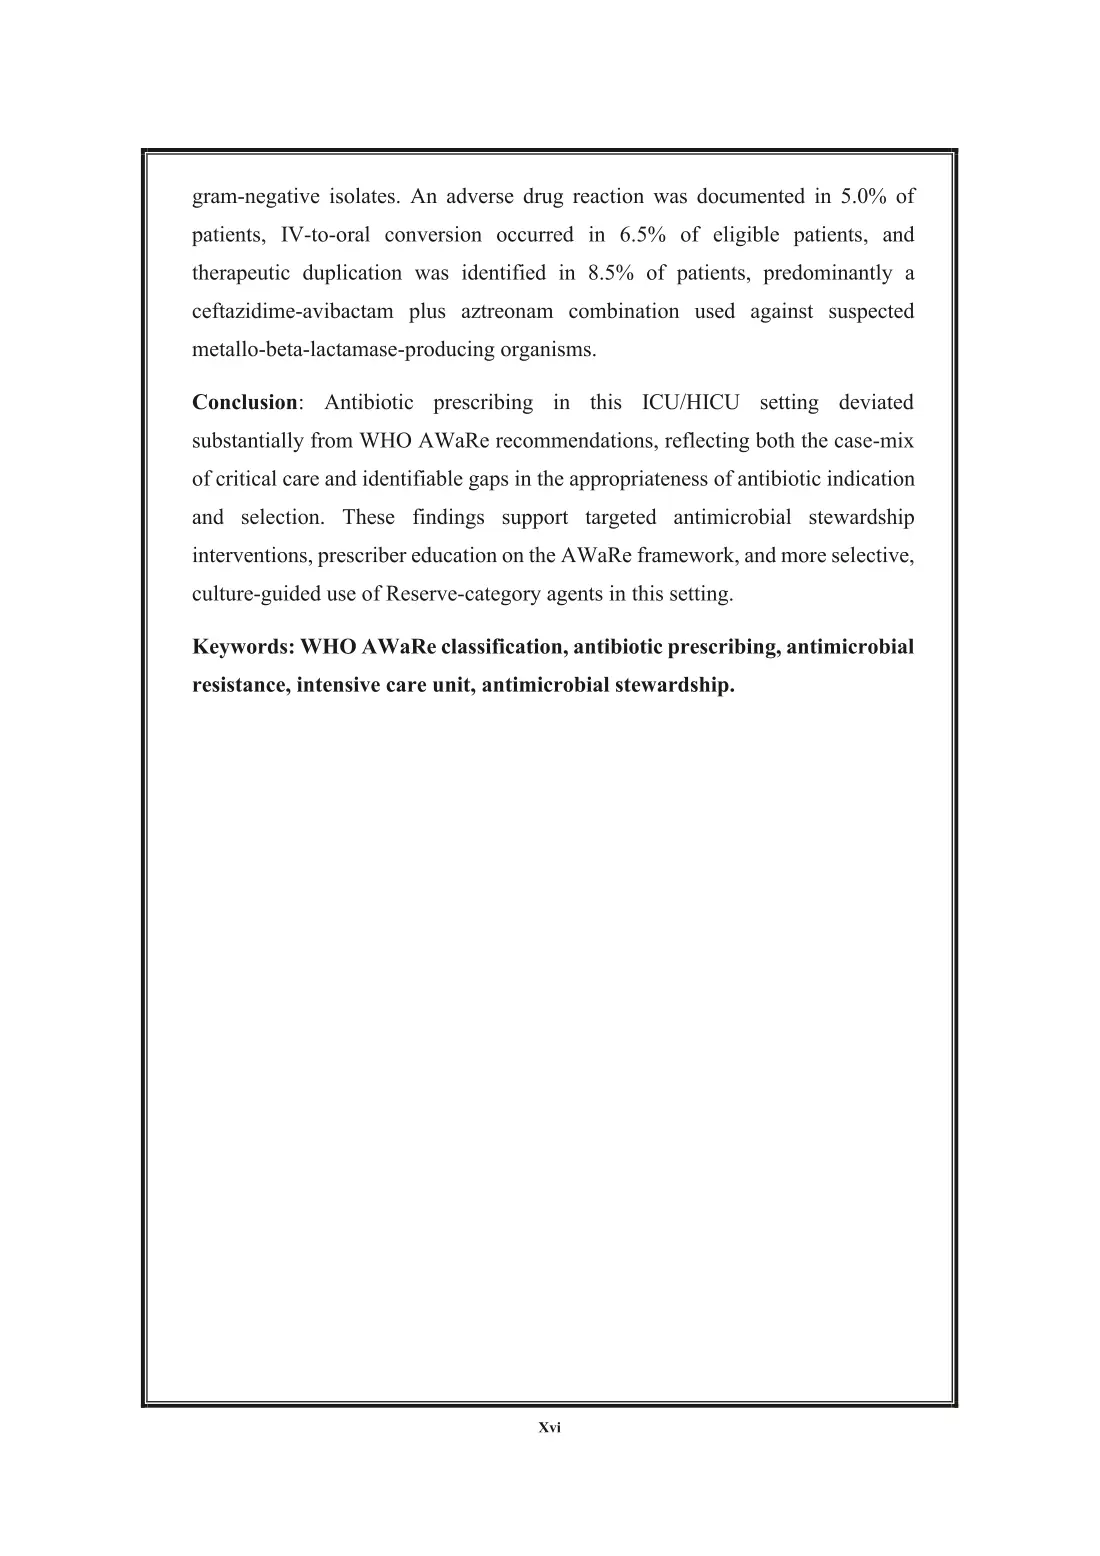 gram-negative isolates. An adverse drug reaction was documented in 5.0% of
patients, IV-to-oral conversion occurred in 6.5% of eligible patients, and
therapeutic duplication was identified in 8.5% of patients, predominantly a
ceftazidime-avibactam plus aztreonam combination used against suspected
metallo-beta-lactamase-producing organisms.
Conclusion: Antibiotic prescribing in this ICU/HICU setting deviated
substantially from WHO AWaRe recommendations, reflecting both the case-mix
of critical care and identifiable gaps in the appropriateness of antibiotic indication
and selection. These findings support targeted antimicrobial stewardship
interventions, prescriber education on the AWaRe framework, and more selective,
culture-guided use of Reserve-category agents in this setting.
Keywords: WHO AWaRe classification, antibiotic prescribing, antimicrobial
resistance, intensive care unit, antimicrobial stewardship.
Xvi